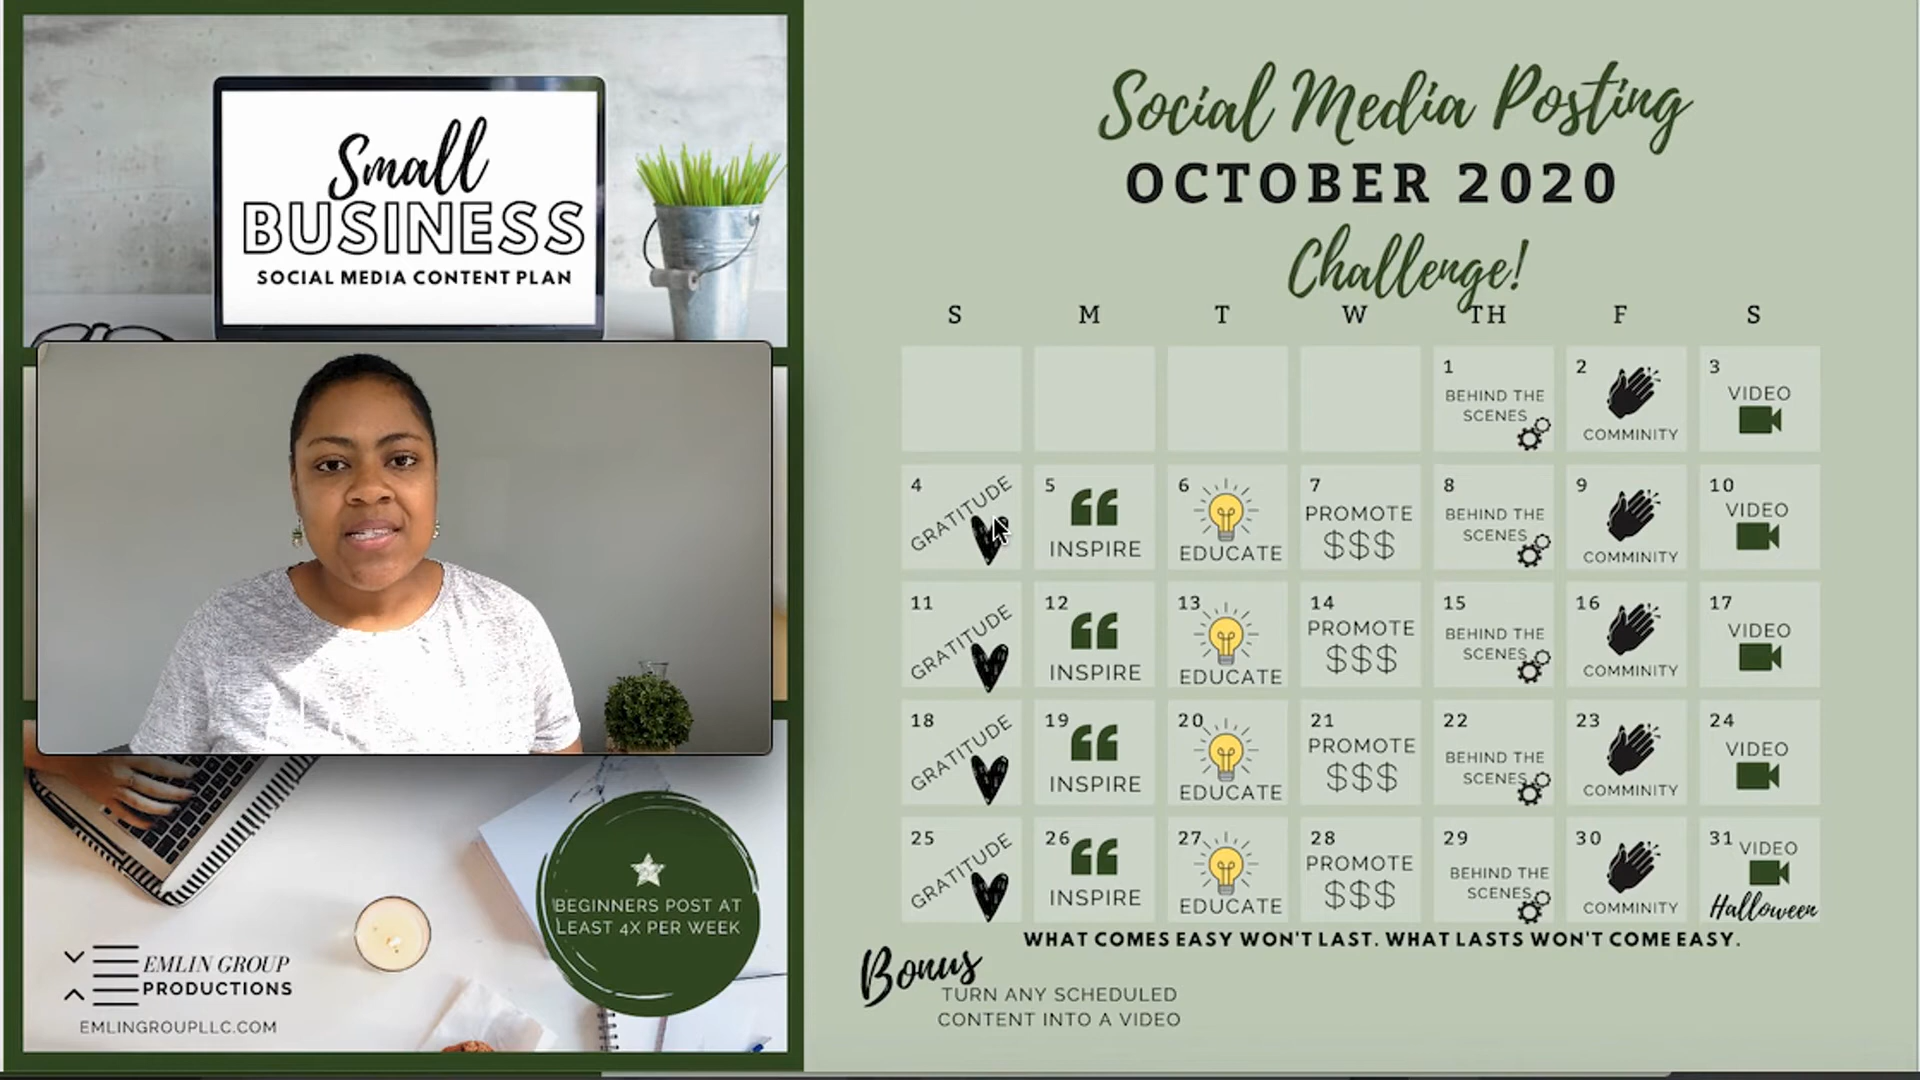 Small
BUSINESS
SOCIAL MEDIA CONTENT PLAN
BEGINNERS POST AT
LEAST 4X PER WEEK
EMLIN GROUP
PRODUCTIONS
EMLINGROUPLLC.COM
Social Media Posting
OCTOBER 2020
Challenge!
S M T W TH F S
1 BEHIND THE SCENES
2 COMMINITY
3 VIDEO
4 GRATITUDE
5 INSPIRE
6 EDUCATE
7 PROMOTE $$$
8 BEHIND THE SCENES
9 COMMINITY
10 VIDEO
11 GRATITUDE
12 INSPIRE
13 EDUCATE
14 PROMOTE $$$
15 BEHIND THE SCENES
16 COMMINITY
17 VIDEO
18 GRATITUDE
19 INSPIRE
20 EDUCATE
21 PROMOTE $$$
22 BEHIND THE SCENES
23 COMMINITY
24 VIDEO
25 GRATITUDE
26 INSPIRE
27 EDUCATE
28 PROMOTE $$$
29 BEHIND THE SCENES
30 COMMINITY
31 VIDEO
Halloween
WHAT COMES EASY WON'T LAST. WHAT LASTS WON'T COME EASY.
Bonus
TURN ANY SCHEDULED
CONTENT INTO A VIDEO